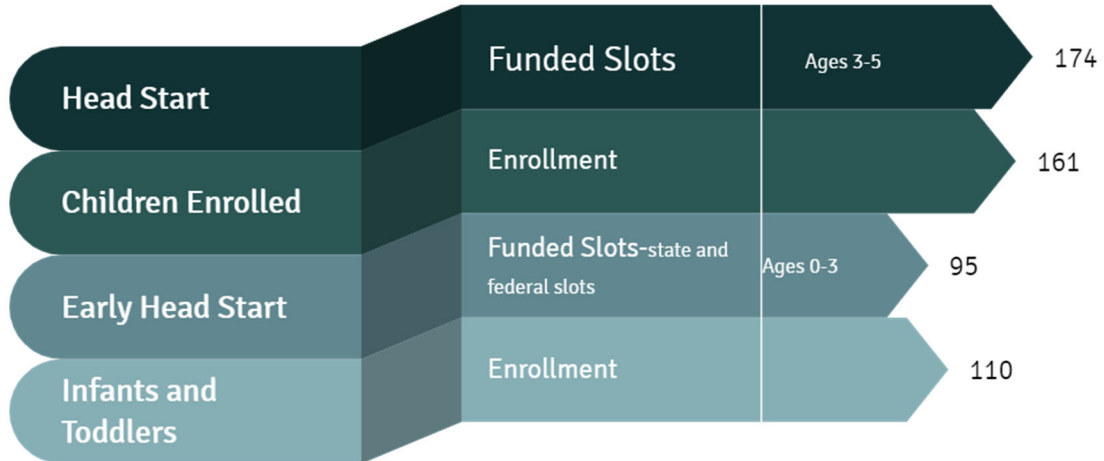 Head Start
Funded Slots
Ages 3-5
174
Children Enrolled
Enrollment
161
Early Head Start
Funded Slots-state and
federal slots
Ages 0-3
95
Infants and
Toddlers
Enrollment
110